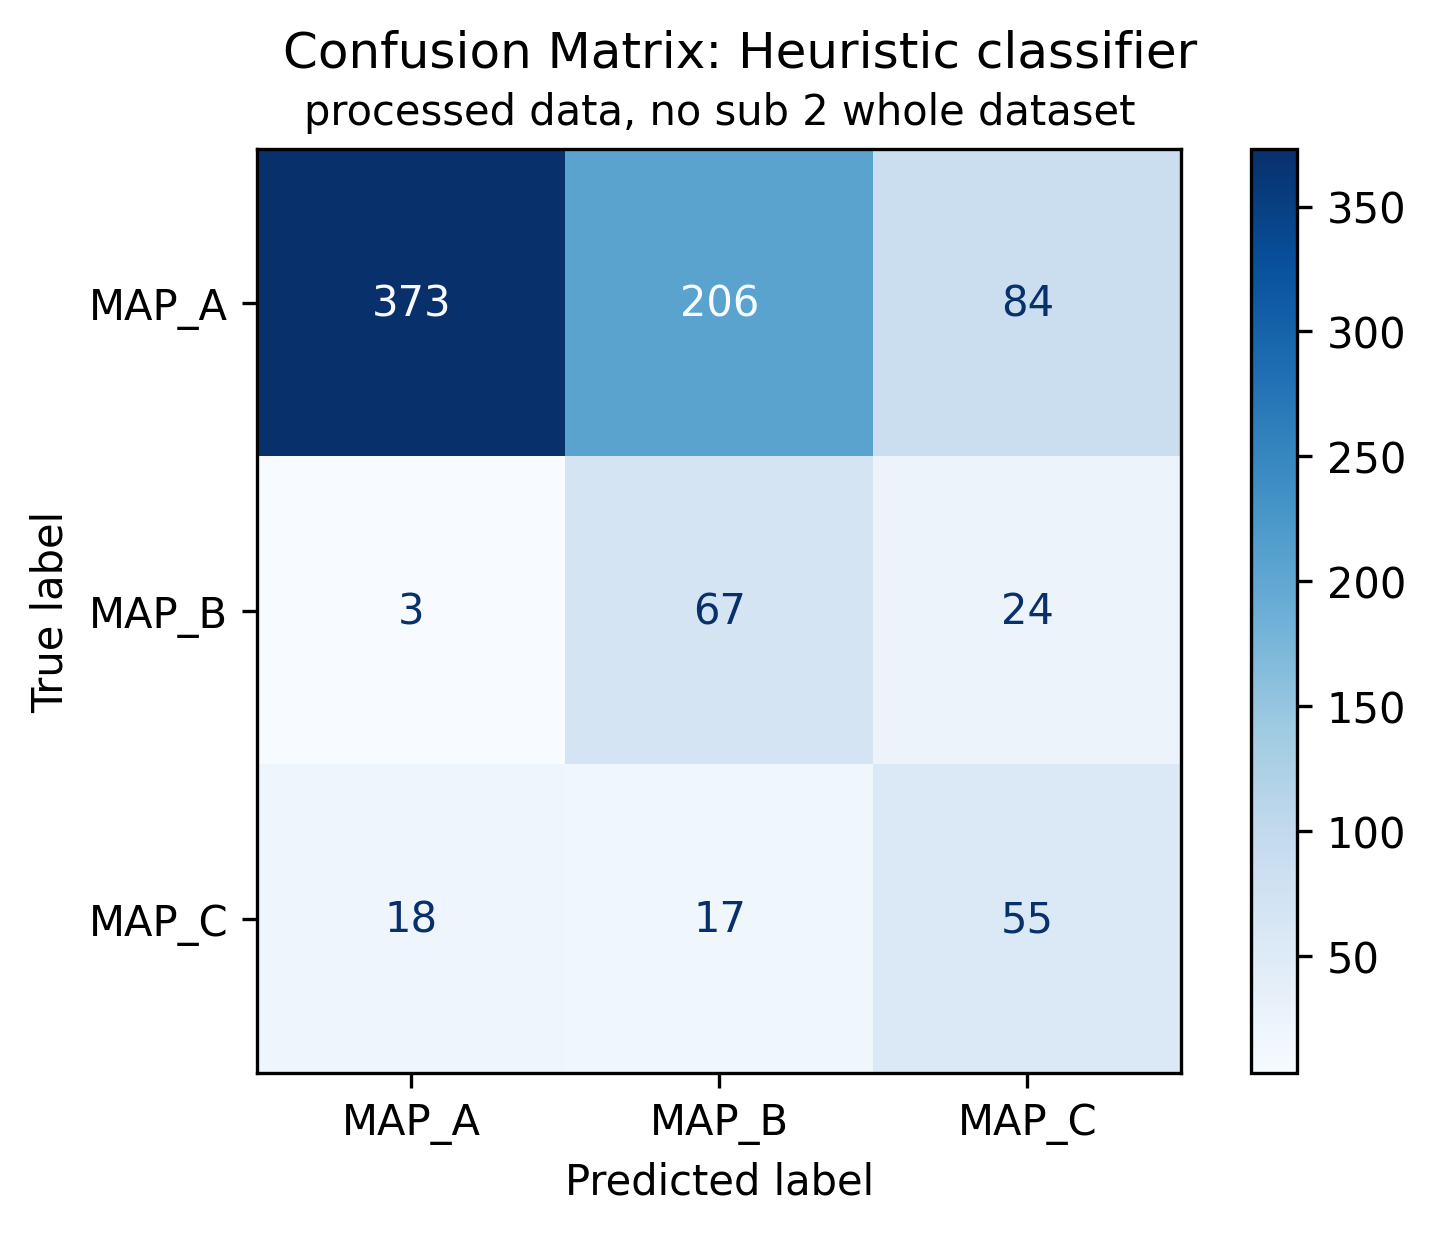 Confusion Matrix: Heuristic classifier
processed data, no sub 2 whole dataset
True label
MAP_A
373 206 84
MAP_B
3 67 24
MAP_C
18 17 55
MAP_A MAP_B MAP_C
Predicted label
350
300
250
200
150
100
50